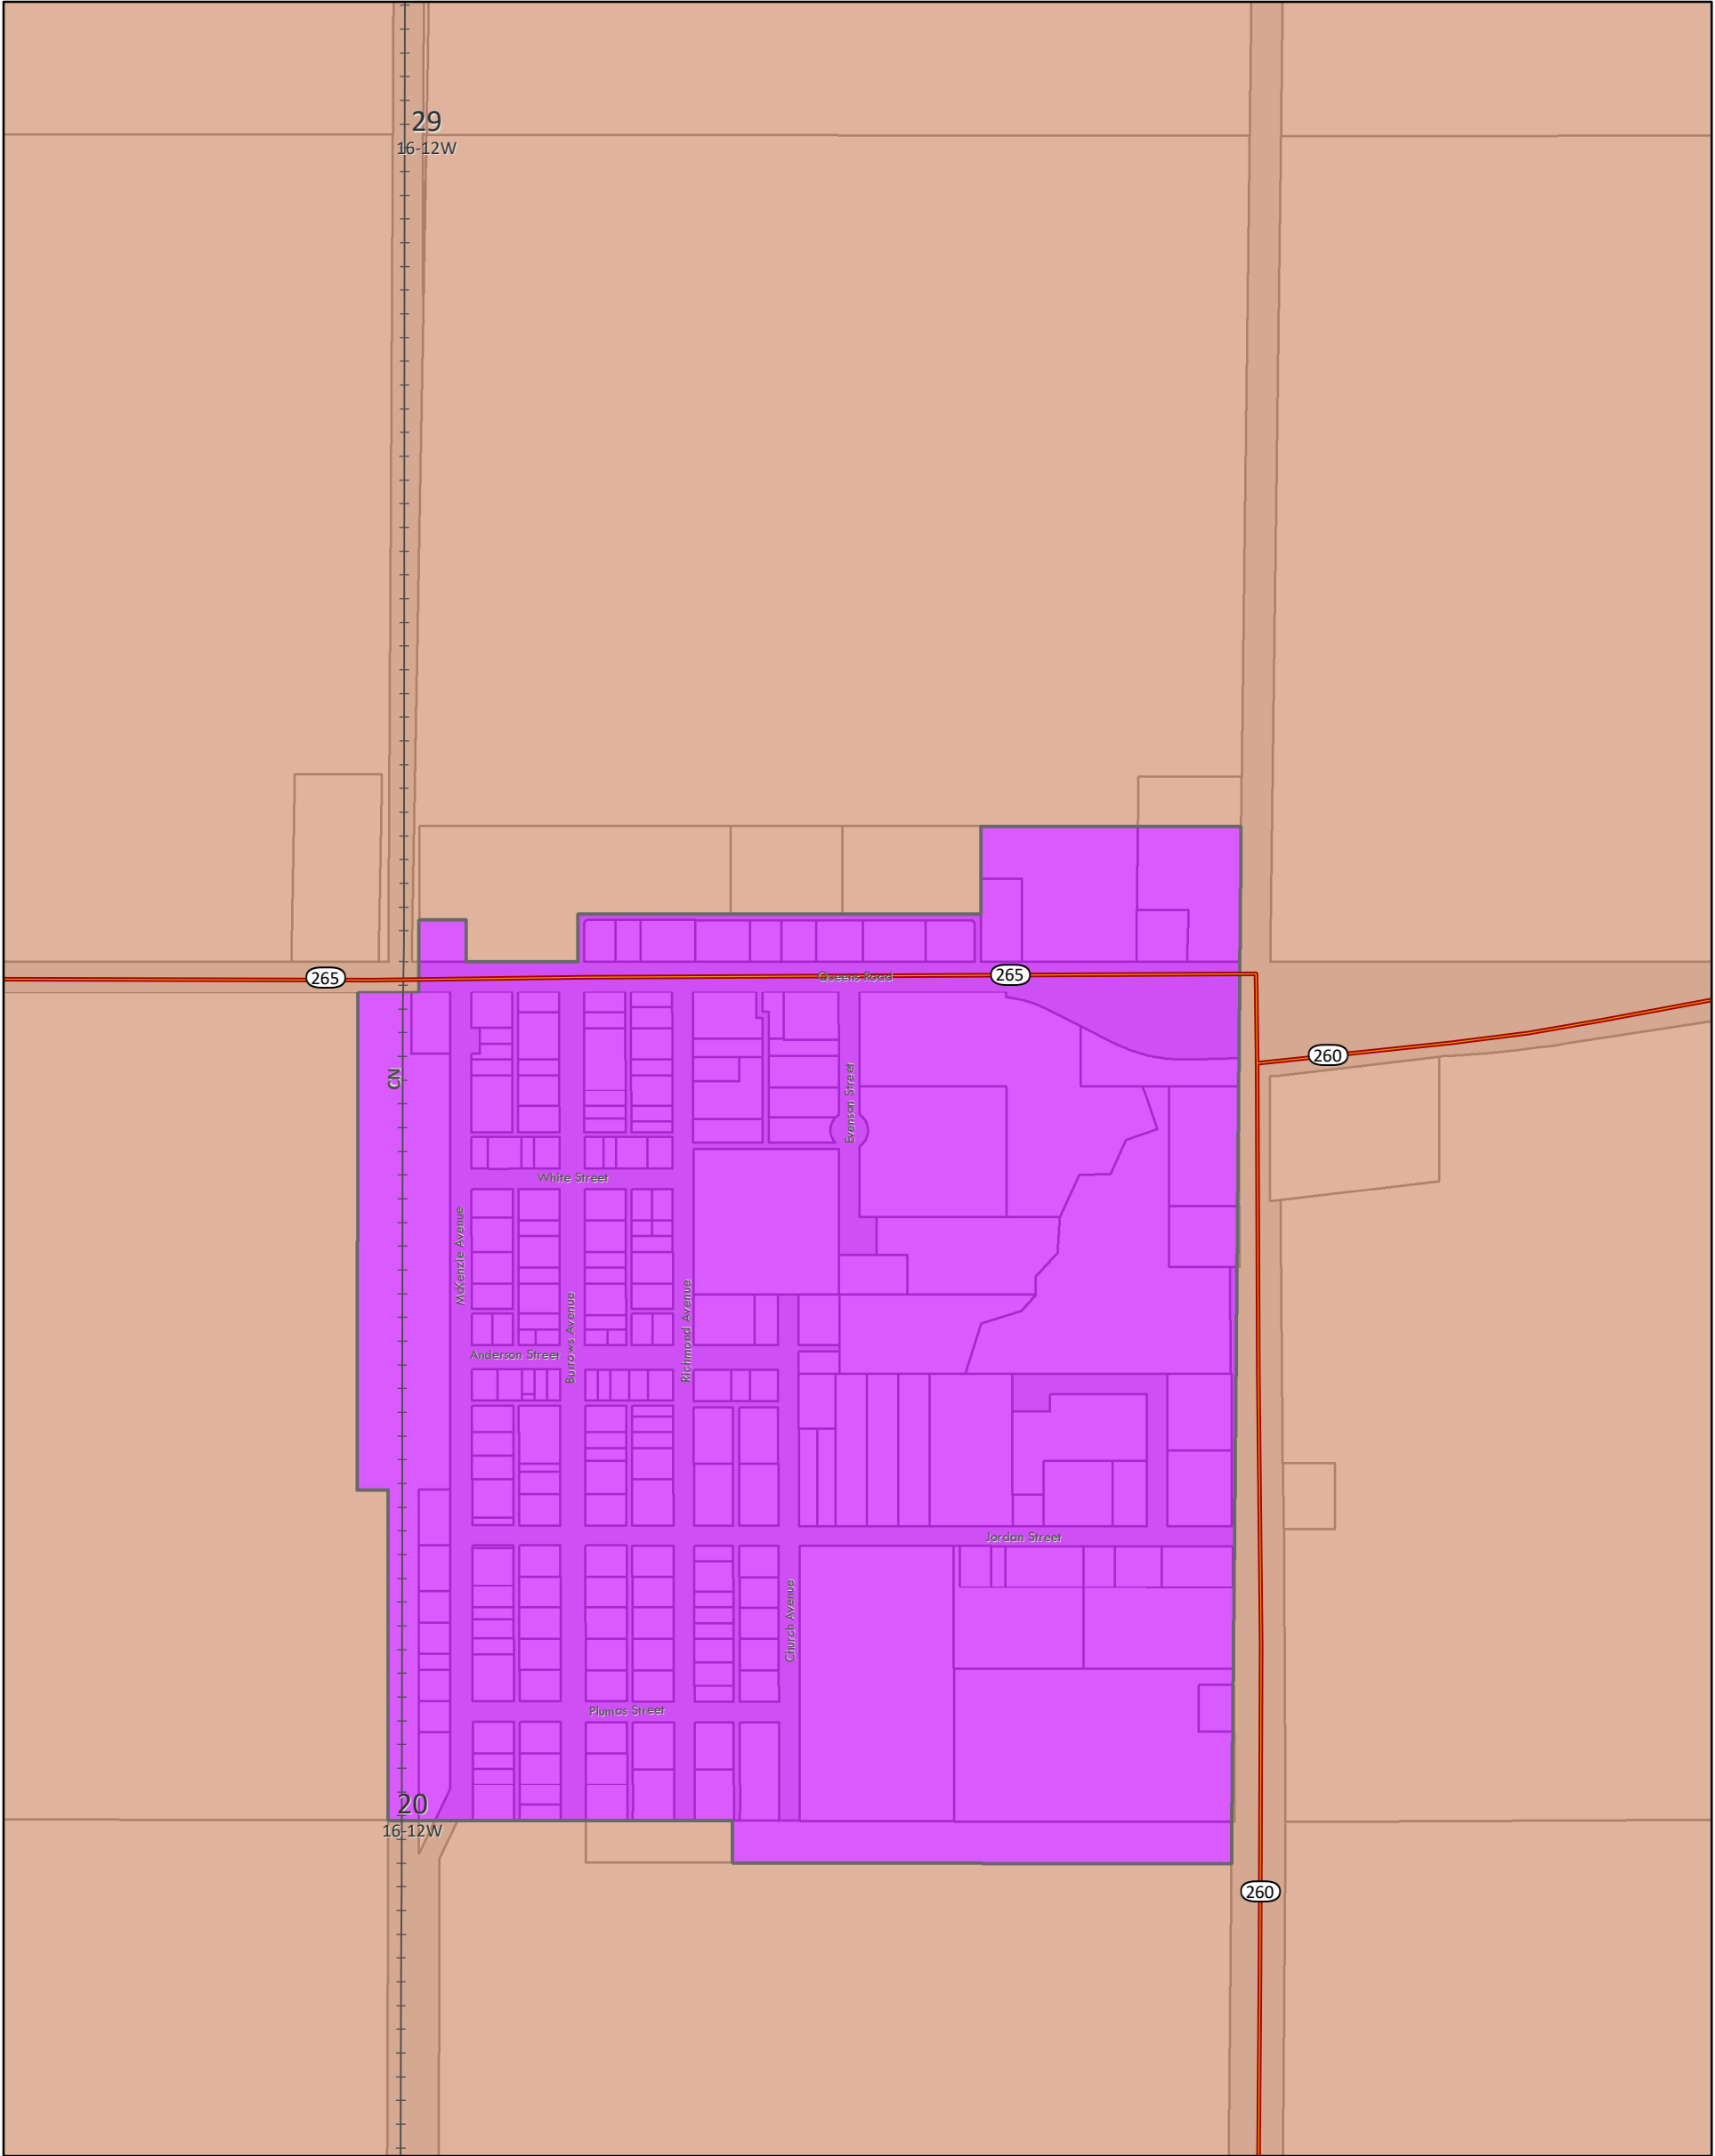 29
16-12W
265
Queens Road
265
260
CN
Evenson Street
White Street
McKenzie Avenue
Burrows Avenue
Richmond Avenue
Anderson Street
Jordan Street
Church Avenue
Plumas Street
20
16-12W
260